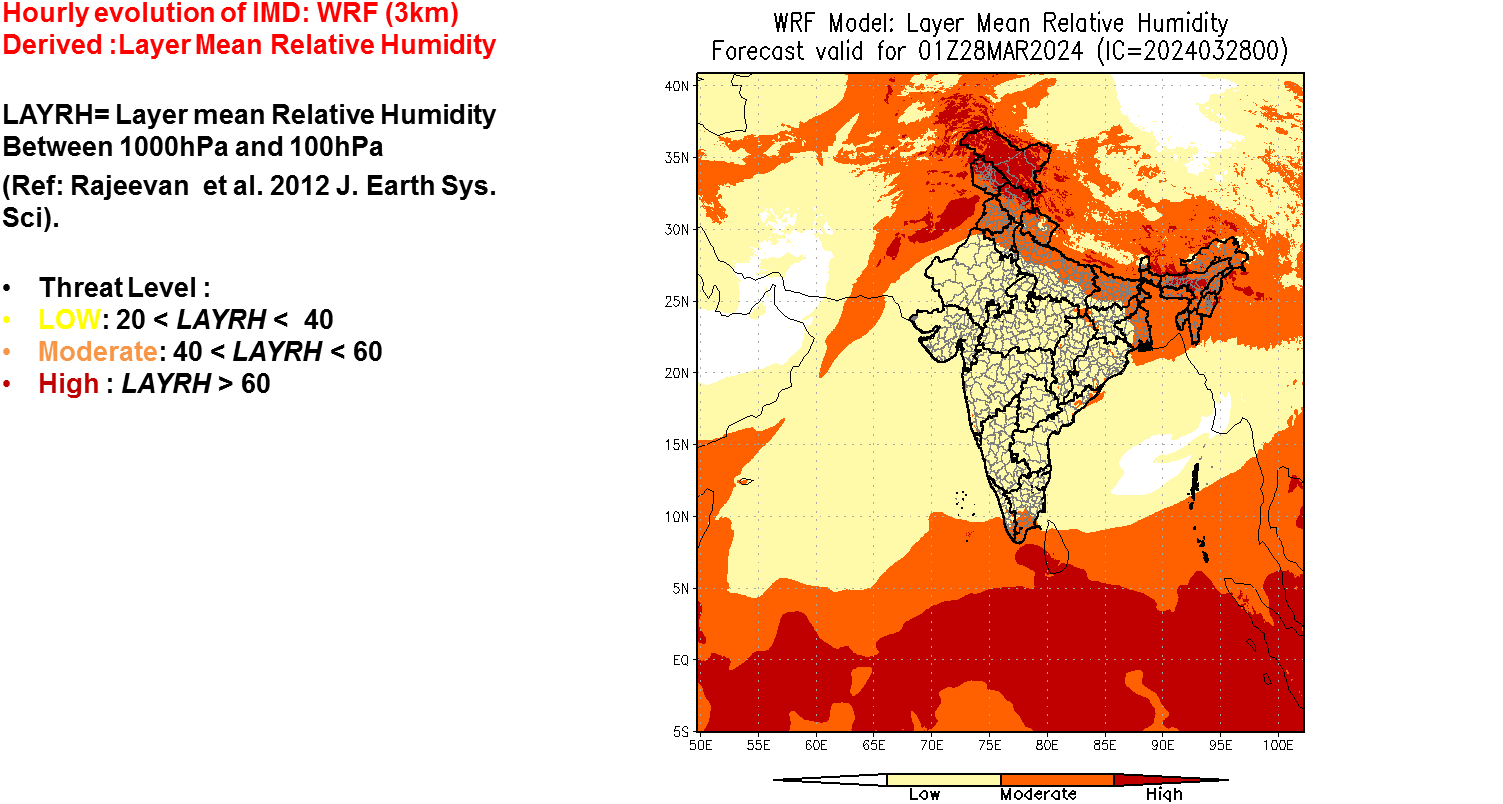 Hourly evolution of IMD: WRF (3km)
Derived :Layer Mean Relative Humidity
LAYRH= Layer mean Relative Humidity
Between 1000hPa and 100hPa
(Ref: Rajeevan et al. 2012 J. Earth Sys.
Sci).
• Threat Level :
• LOW: 20 < LAYRH < 40
• Moderate: 40 < LAYRH < 60
• High : LAYRH > 60
WRF Model: Layer Mean Relative Humidity
Forecast valid for 01Z28MAR2024 (IC=2024032800)
40N
35N
30N
25N
20N
15N
10N
5N
EQ
5S
50E 55E 60E 65E 70E 75E 80E 85E 90E 95E 100E
Low Moderate High